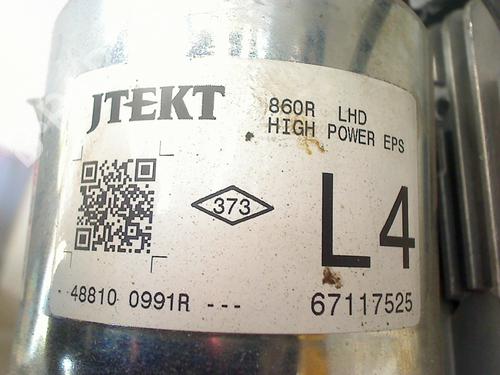 JTEKT
860R LHD
HIGH POWER EPS
373
L4
48810 0991R ---
67117525